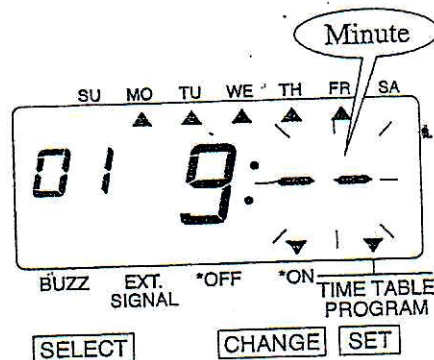 Minute
SU MO TU WE TH FR SA
01 9:--
BUZZ EXT. SIGNAL *OFF *ON TIME TABLE PROGRAM
SELECT CHANGE SET